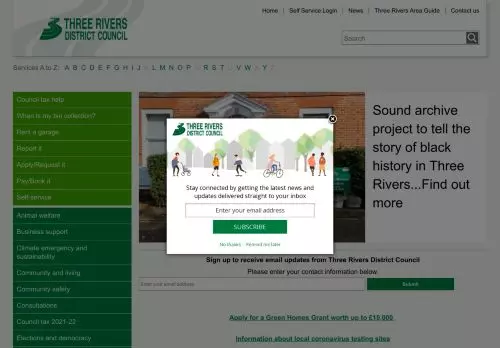 Home | Self Service Login | News | Three Rivers Area Guide | Contact us
THREE RIVERS
DISTRICT COUNCIL
Search
Services A to Z: A B C D E F G H I J K L M N O P Q R S T U V W X Y Z
Council tax help
When is my bin collection?
Rent a garage
Report it
Apply/Request it
Pay/Book it
Self service
Animal welfare
Business support
Climate emergency and
sustainability
Community and living
Community safety
Consultations
Council tax 2021-22
Elections and democracy
Sound archive
project to tell the
story of black
history in Three
Rivers...Find out
more
THREE RIVERS
DISTRICT COUNCIL
Stay connected by getting the latest news and
updates delivered straight to your inbox
Enter your email address
SUBSCRIBE
No thanks Remind me later
Sign up to receive email updates from Three Rivers District Council
Please enter your contact information below.
Enter your email address
Submit
Apply for a Green Homes Grant worth up to £10 000
Information about local coronavirus testing sites